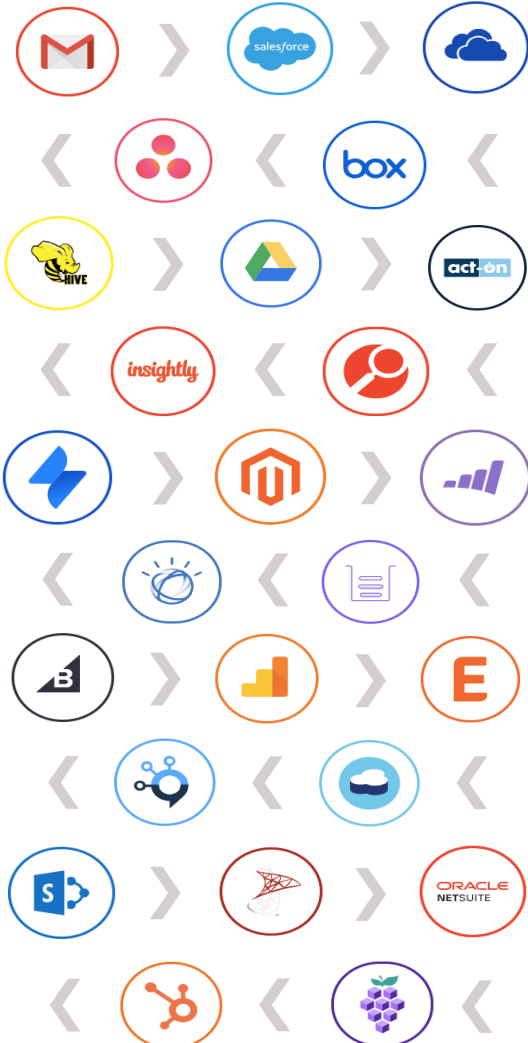 salesforce
box
HIVE
act-on
insightly
B
E
S
ORACLE
NETSUITE